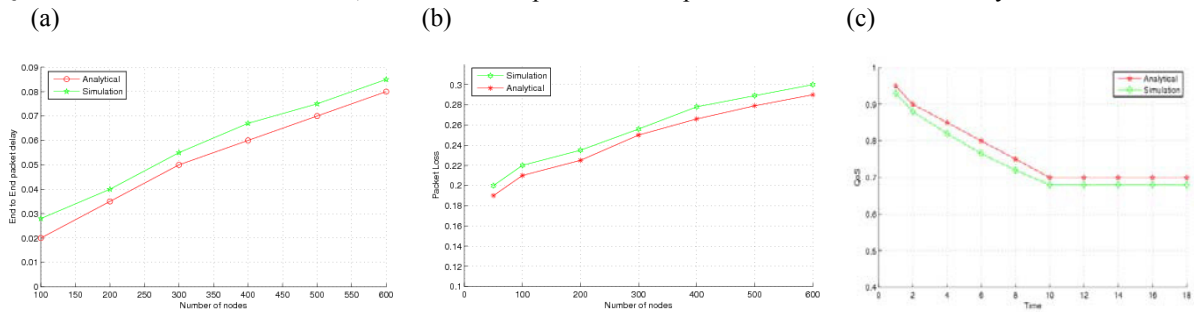 (a)
(b)
(c)
Analytical
Simulation
End to End packet delay
0.09
0.08
0.07
0.06
0.05
0.04
0.03
0.02
0.01
0
100 150 200 250 300 350 400 450 500 550 600
Number of nodes
Simulation
Analytical
Packet Loss
0.3
0.28
0.26
0.24
0.22
0.2
0.18
0.16
0.14
0.12
0.1
0 100 200 300 400 500 600
Number of nodes
Analytical
Simulation
QoS
1
0.9
0.8
0.7
0.6
0.5
0.4
0 2 4 6 8 10 12 14 16 18
Time